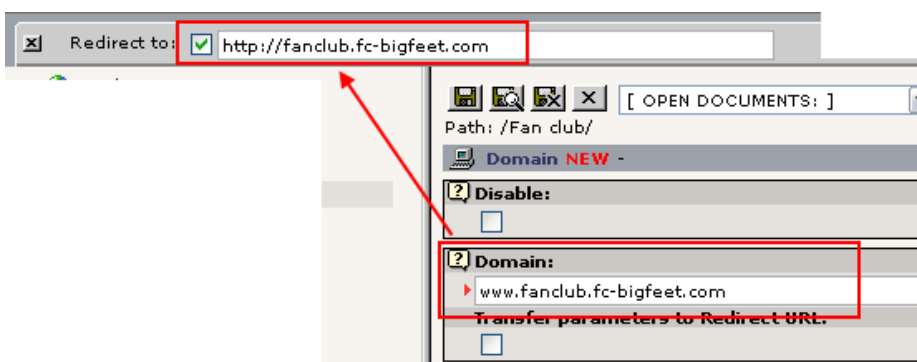 Redirect to: http://fanclub.fc-bigfeet.com
[ OPEN DOCUMENTS: ]
Path: /Fan club/
Domain NEW -
Disable:
Domain:
www.fanclub.fc-bigfeet.com
Transfer parameters to Redirect URL: